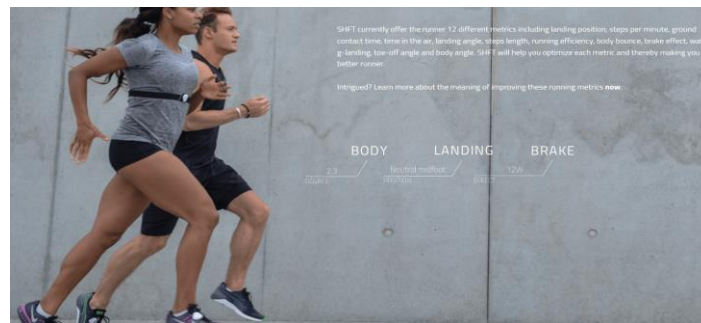 SHFT currently offer the runner 12 different metrics including landing position, steps per minute, ground
contact time, time in the air, landing angle, steps length, running efficiency, body bounce, brake effect,
g-landing, toe-off angle and body angle. SHFT will help you optimize each metric and thereby making you
better runner.
Intrigued? Learn more about the meaning of improving these running metrics now.
BODY LANDING BRAKE
2.3 Neutral midfoot 12W
POSITION EFFECT